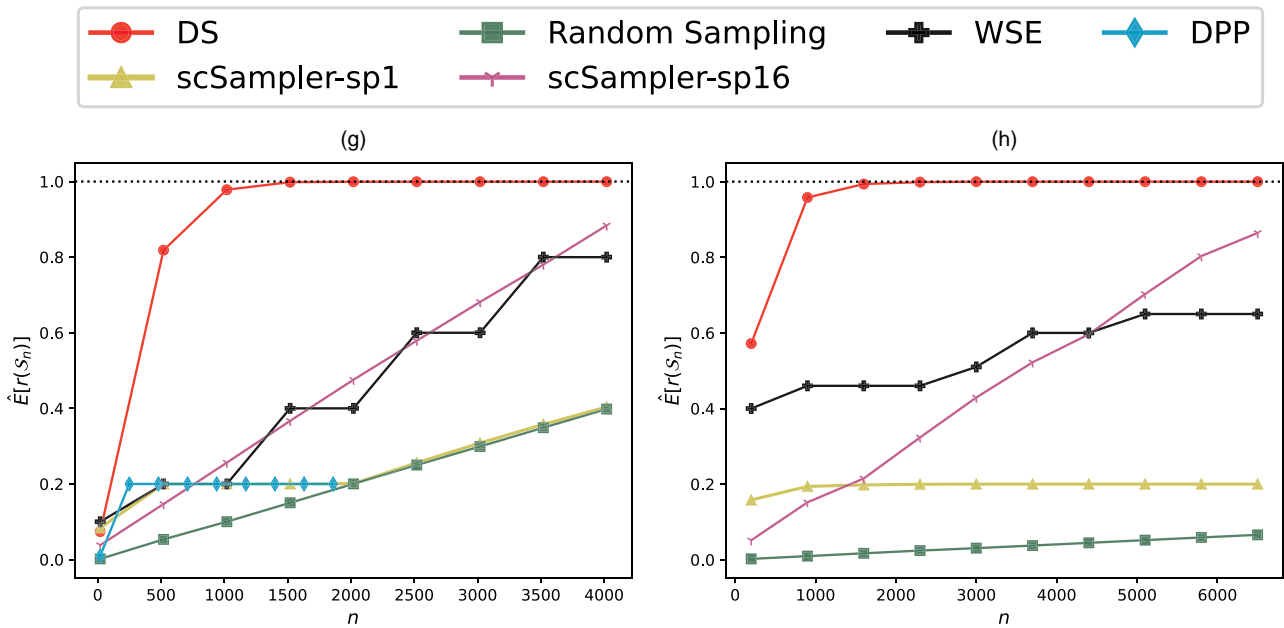 DS Random Sampling WSE DPP
scSampler-sp1 scSampler-sp16
(g)
1.0
0.8
0.6
0.4
0.2
0.0
Ê[r(𝒮ₙ)]
0 500 1000 1500 2000 2500 3000 3500 4000
n
(h)
1.0
0.8
0.6
0.4
0.2
0.0
Ê[r(𝒮ₙ)]
0 1000 2000 3000 4000 5000 6000
n